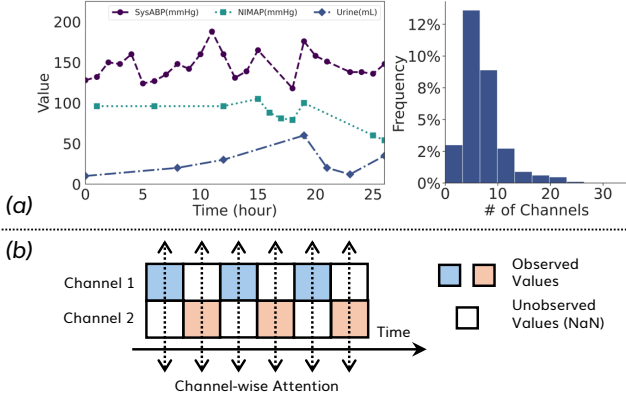 (a)
SysABP(mmHg) NIMAP(mmHg) Urine(mL)
Value
200
150
100
50
0
0 5 10 15 20 25
Time (hour)
Frequency
12%
10%
8%
5%
2%
0%
0 10 20 30
# of Channels
(b)
Channel 1
Channel 2
Time
Channel-wise Attention
Observed
Values
Unobserved
Values (NaN)